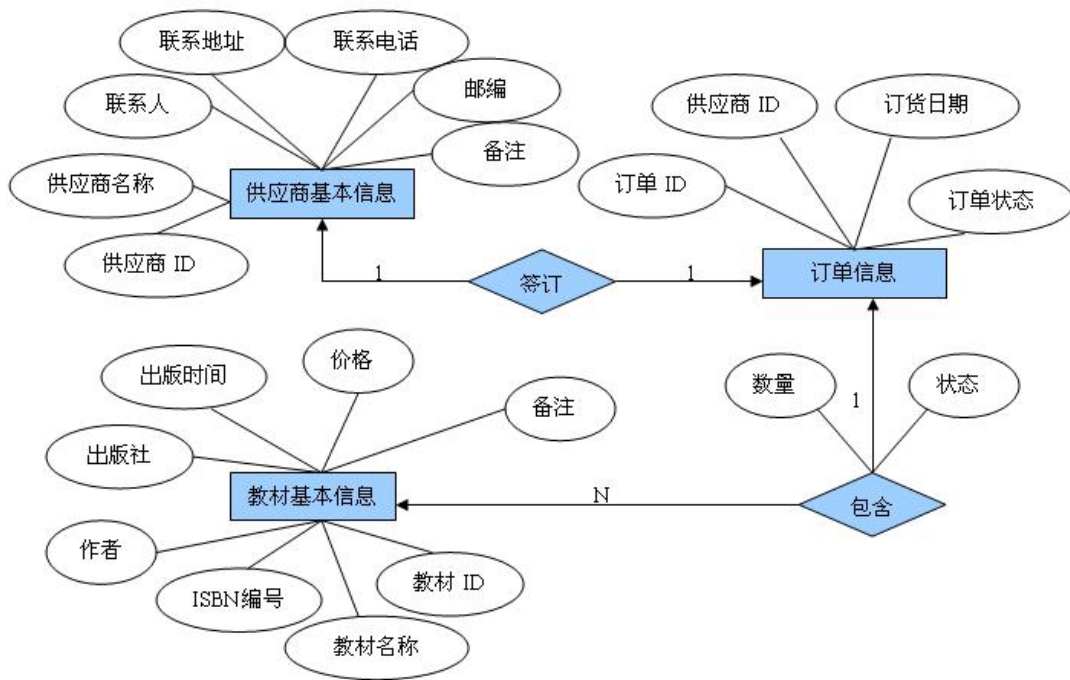 联系地址
联系电话
联系人
邮编
供应商 ID
订货日期
备注
供应商名称
供应商基本信息
订单 ID
订单状态
供应商 ID
1
签订
1
订单信息
出版时间
价格
备注
数量
状态
1
出版社
教材基本信息
N
包含
作者
ISBN编号
教材 ID
教材名称